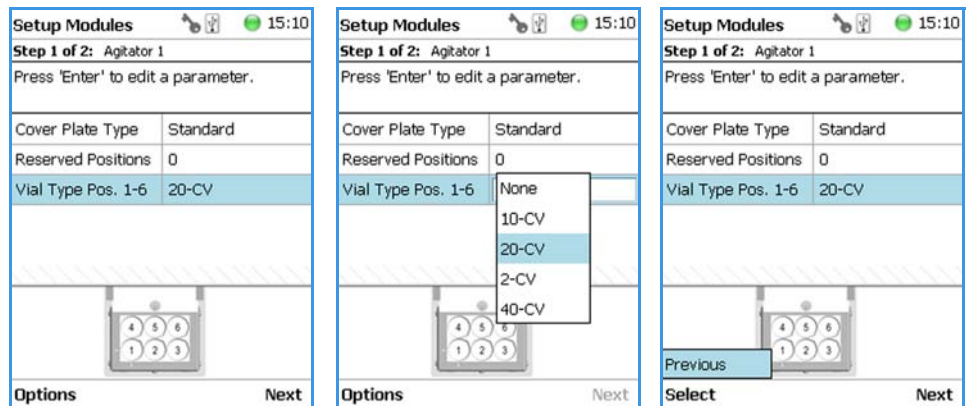 Setup Modules 15:10
Step 1 of 2: Agitator 1
Press 'Enter' to edit a parameter.
Cover Plate Type Standard
Reserved Positions 0
Vial Type Pos. 1-6 20-CV
4 5 6
1 2 3
Options Next
Setup Modules 15:10
Step 1 of 2: Agitator 1
Press 'Enter' to edit a parameter.
Cover Plate Type Standard
Reserved Positions 0
Vial Type Pos. 1-6
None
10-CV
20-CV
2-CV
40-CV
4 5 6
1 2 3
Options Next
Setup Modules 15:10
Step 1 of 2: Agitator 1
Press 'Enter' to edit a parameter.
Cover Plate Type Standard
Reserved Positions 0
Vial Type Pos. 1-6 20-CV
4 5 6
1 2 3
Previous
Select Next